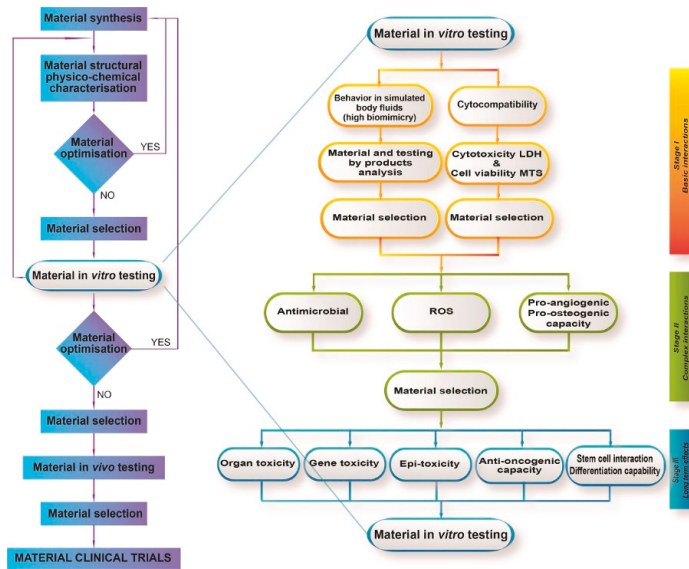 Material synthesis
Material structural
physico-chemical
characterisation
Material
optimisation
YES
NO
Material selection
Material in vitro testing
Material
optimisation
YES
NO
Material selection
Material in vivo testing
Material selection
MATERIAL CLINICAL TRIALS
Material in vitro testing
Behavior in simulated
body fluids
(high biomimicry)
Cytocompatibility
Material and testing
by products
analysis
Cytotoxicity LDH
&
Cell viability MTS
Material selection
Material selection
Antimicrobial
ROS
Pro-angiogenic
Pro-osteogenic
capacity
Material selection
Organ toxicity
Gene toxicity
Epi-toxicity
Anti-oncogenic
capacity
Stem cell interaction
Differentiation capability
Material in vitro testing
Stage I
Basic interactions
Stage II
Complex interactions
Stage III
Long term effects